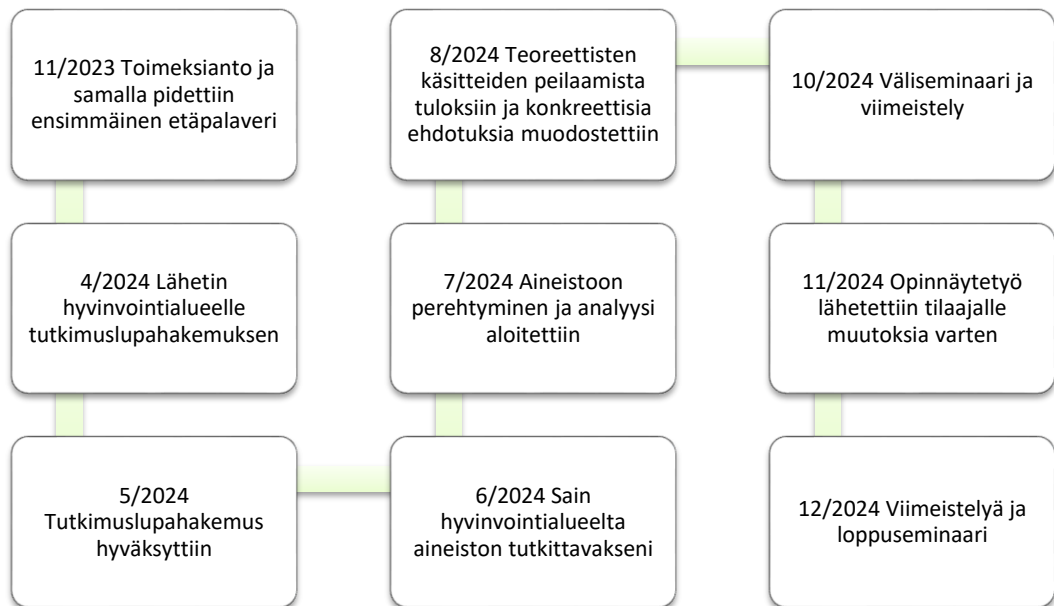 11/2023 Toimeksianto ja
samalla pidettiin
ensimmäinen etäpalaveri
4/2024 Lähetin
hyvinvointialueelle
tutkimuslupahakemuksen
5/2024
Tutkimuslupahakemus
hyväksyttiin
6/2024 Sain
hyvinvointialueelta
aineiston tutkittavakseni
7/2024 Aineistoon
perehtyminen ja analyysi
aloitettiin
8/2024 Teoreettisten
käsitteiden peilaamista
tuloksiin ja konkreettisia
ehdotuksia muodostettiin
10/2024 Väliseminaari ja
viimeistely
11/2024 Opinnäytetyö
lähetettiin tilaajalle
muutoksia varten
12/2024 Viimeistelyä ja
loppuseminaari